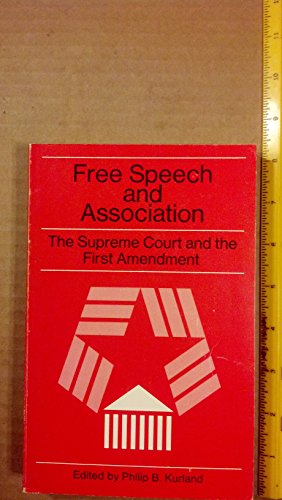 Free Speech
and
Association
The Supreme Court and the
First Amendment
Edited by Philip B. Kurland